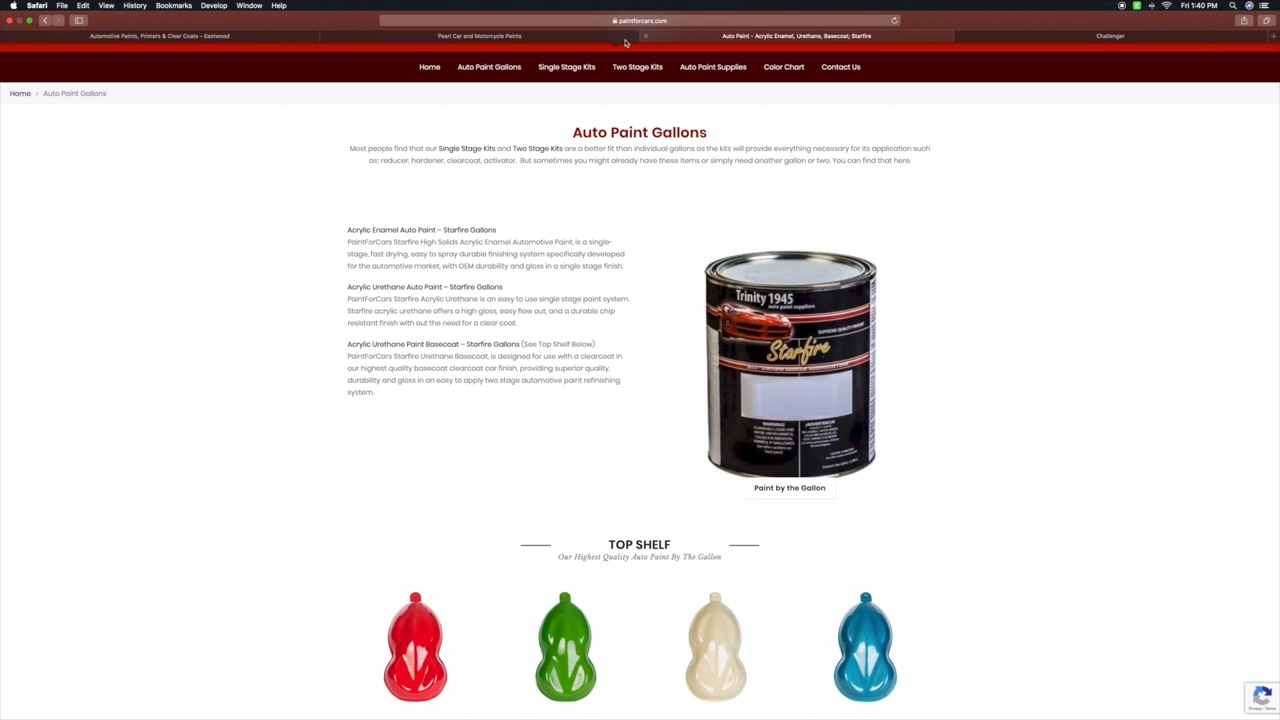 Safari File Edit View History Bookmarks Develop Window Help Fri 1:40 PM
paintforcars.com
Automotive Paints, Primers & Clear Coats – Eastwood Pearl Car and Motorcycle Paints Auto Paint - Acrylic Enamel, Urethane, Basecoat; Starfire Challenger
Home Auto Paint Gallons Single Stage Kits Two Stage Kits Auto Paint Supplies Color Chart Contact Us
Home > Auto Paint Gallons
Auto Paint Gallons
Most people find that our Single Stage Kits and Two Stage Kits are a better fit than individual gallons as the kits will provide everything necessary for its application such
as; reducer, hardener, clearcoat, activator. But sometimes you might already have these items or simply need another gallon or two. You can find that here.
Acrylic Enamel Auto Paint – Starfire Gallons
PaintForCars Starfire High Solids Acrylic Enamel Automotive Paint, is a single-
stage, fast drying, easy to spray durable finishing system specifically developed
for the automotive market, with OEM durability and gloss in a single stage finish.
Acrylic Urethane Auto Paint – Starfire Gallons
PaintForCars Starfire Acrylic Urethane is an easy to use single stage paint system.
Starfire acrylic urethane offers a high gloss, easy flow out, and a durable chip
resistant finish with out the need for a clear coat.
Acrylic Urethane Paint Basecoat – Starfire Gallons (See Top Shelf Below)
PaintForCars Starfire Urethane Basecoat, is designed for use with a clearcoat in
our highest quality basecoat clearcoat car finish, providing superior quality,
durability and gloss in an easy to apply two stage automotive paint refinishing
system.
Trinity 1945
auto paint suppliers
Starfire
WARNING! ¡ADVERTENCIA!
Paint by the Gallon
TOP SHELF
Our Highest Quality Auto Paint By The Gallon
Privacy - Terms